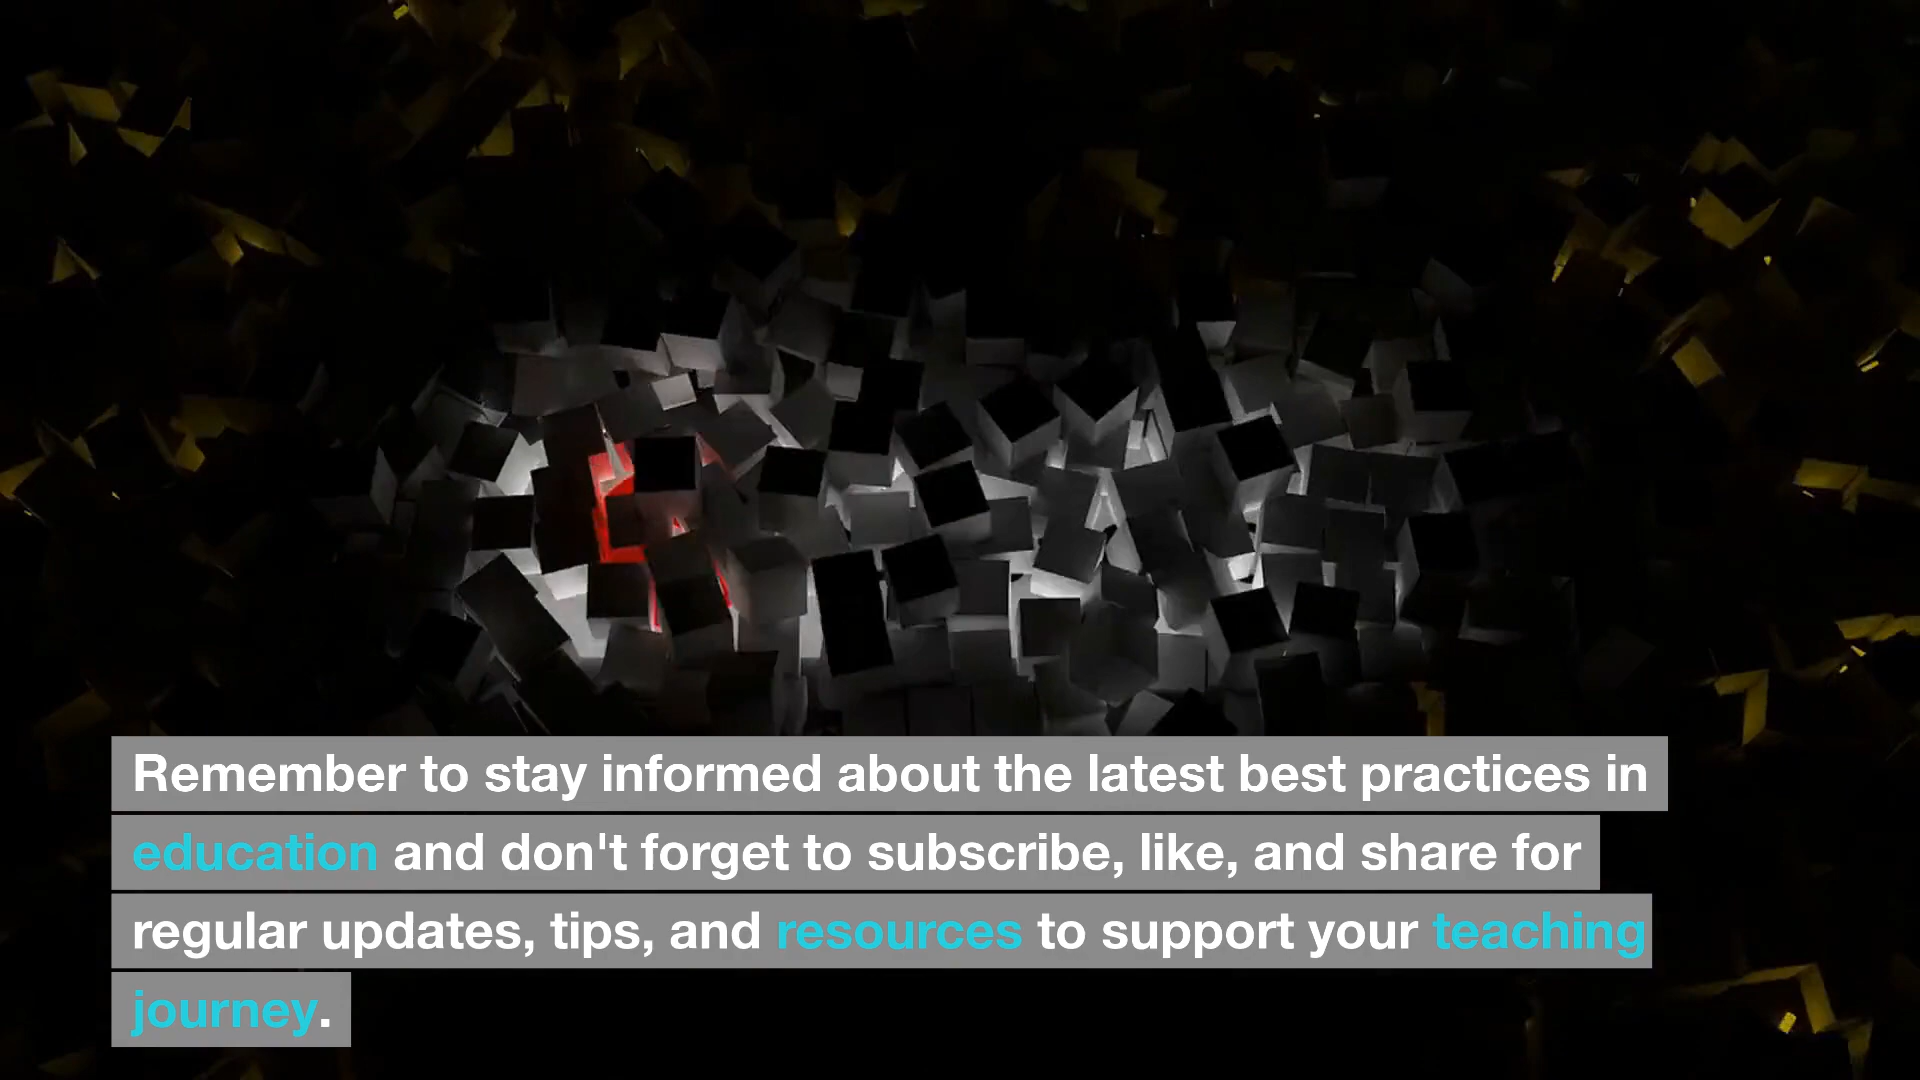 Remember to stay informed about the latest best practices in
education and don't forget to subscribe, like, and share for
regular updates, tips, and resources to support your teaching
journey.